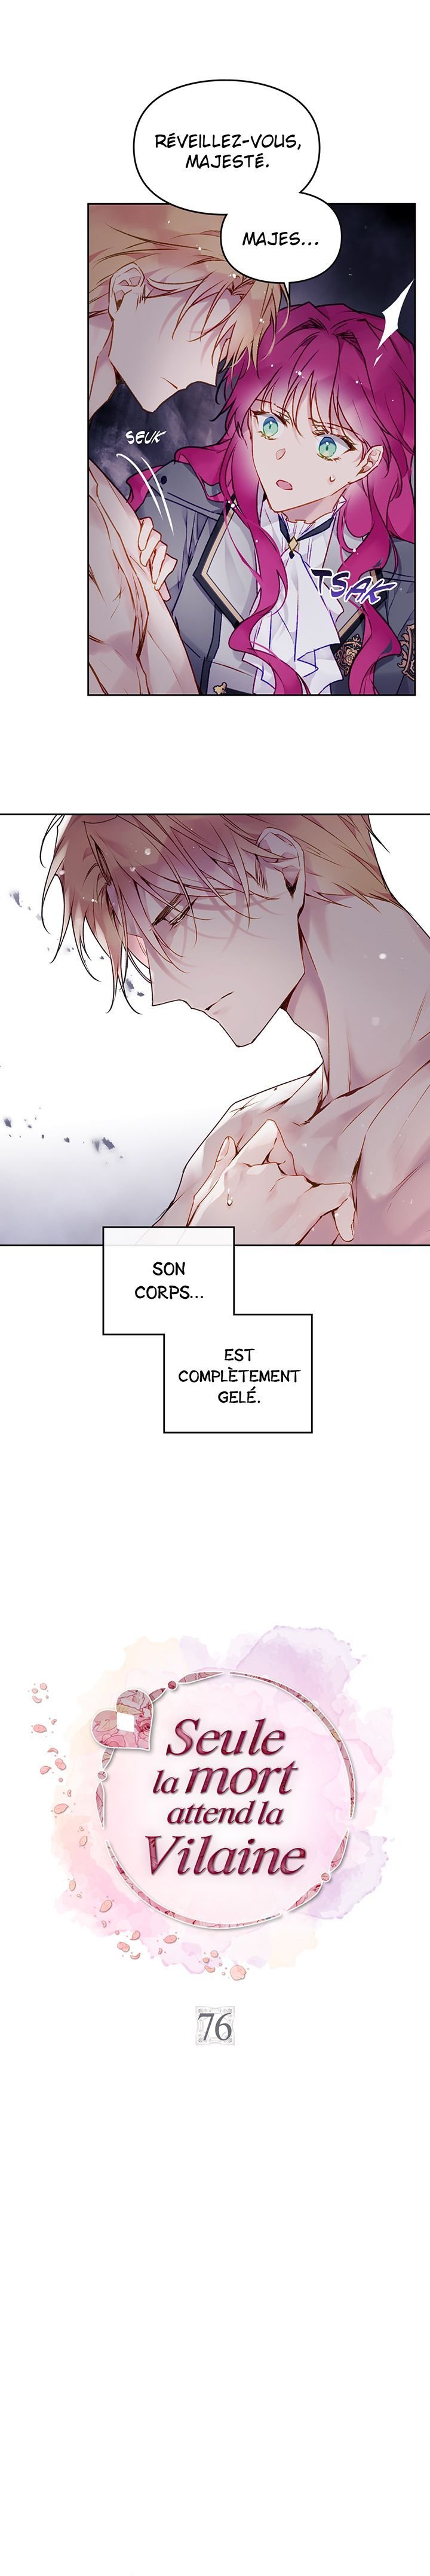 RÉVEILLEZ-VOUS,
MAJESTÉ.
MAJES...
SEUK
TSAK
SON
CORPS...
EST
COMPLÈTEMENT
GELÉ.
Seule
la mort
attend la
Vilaine
76